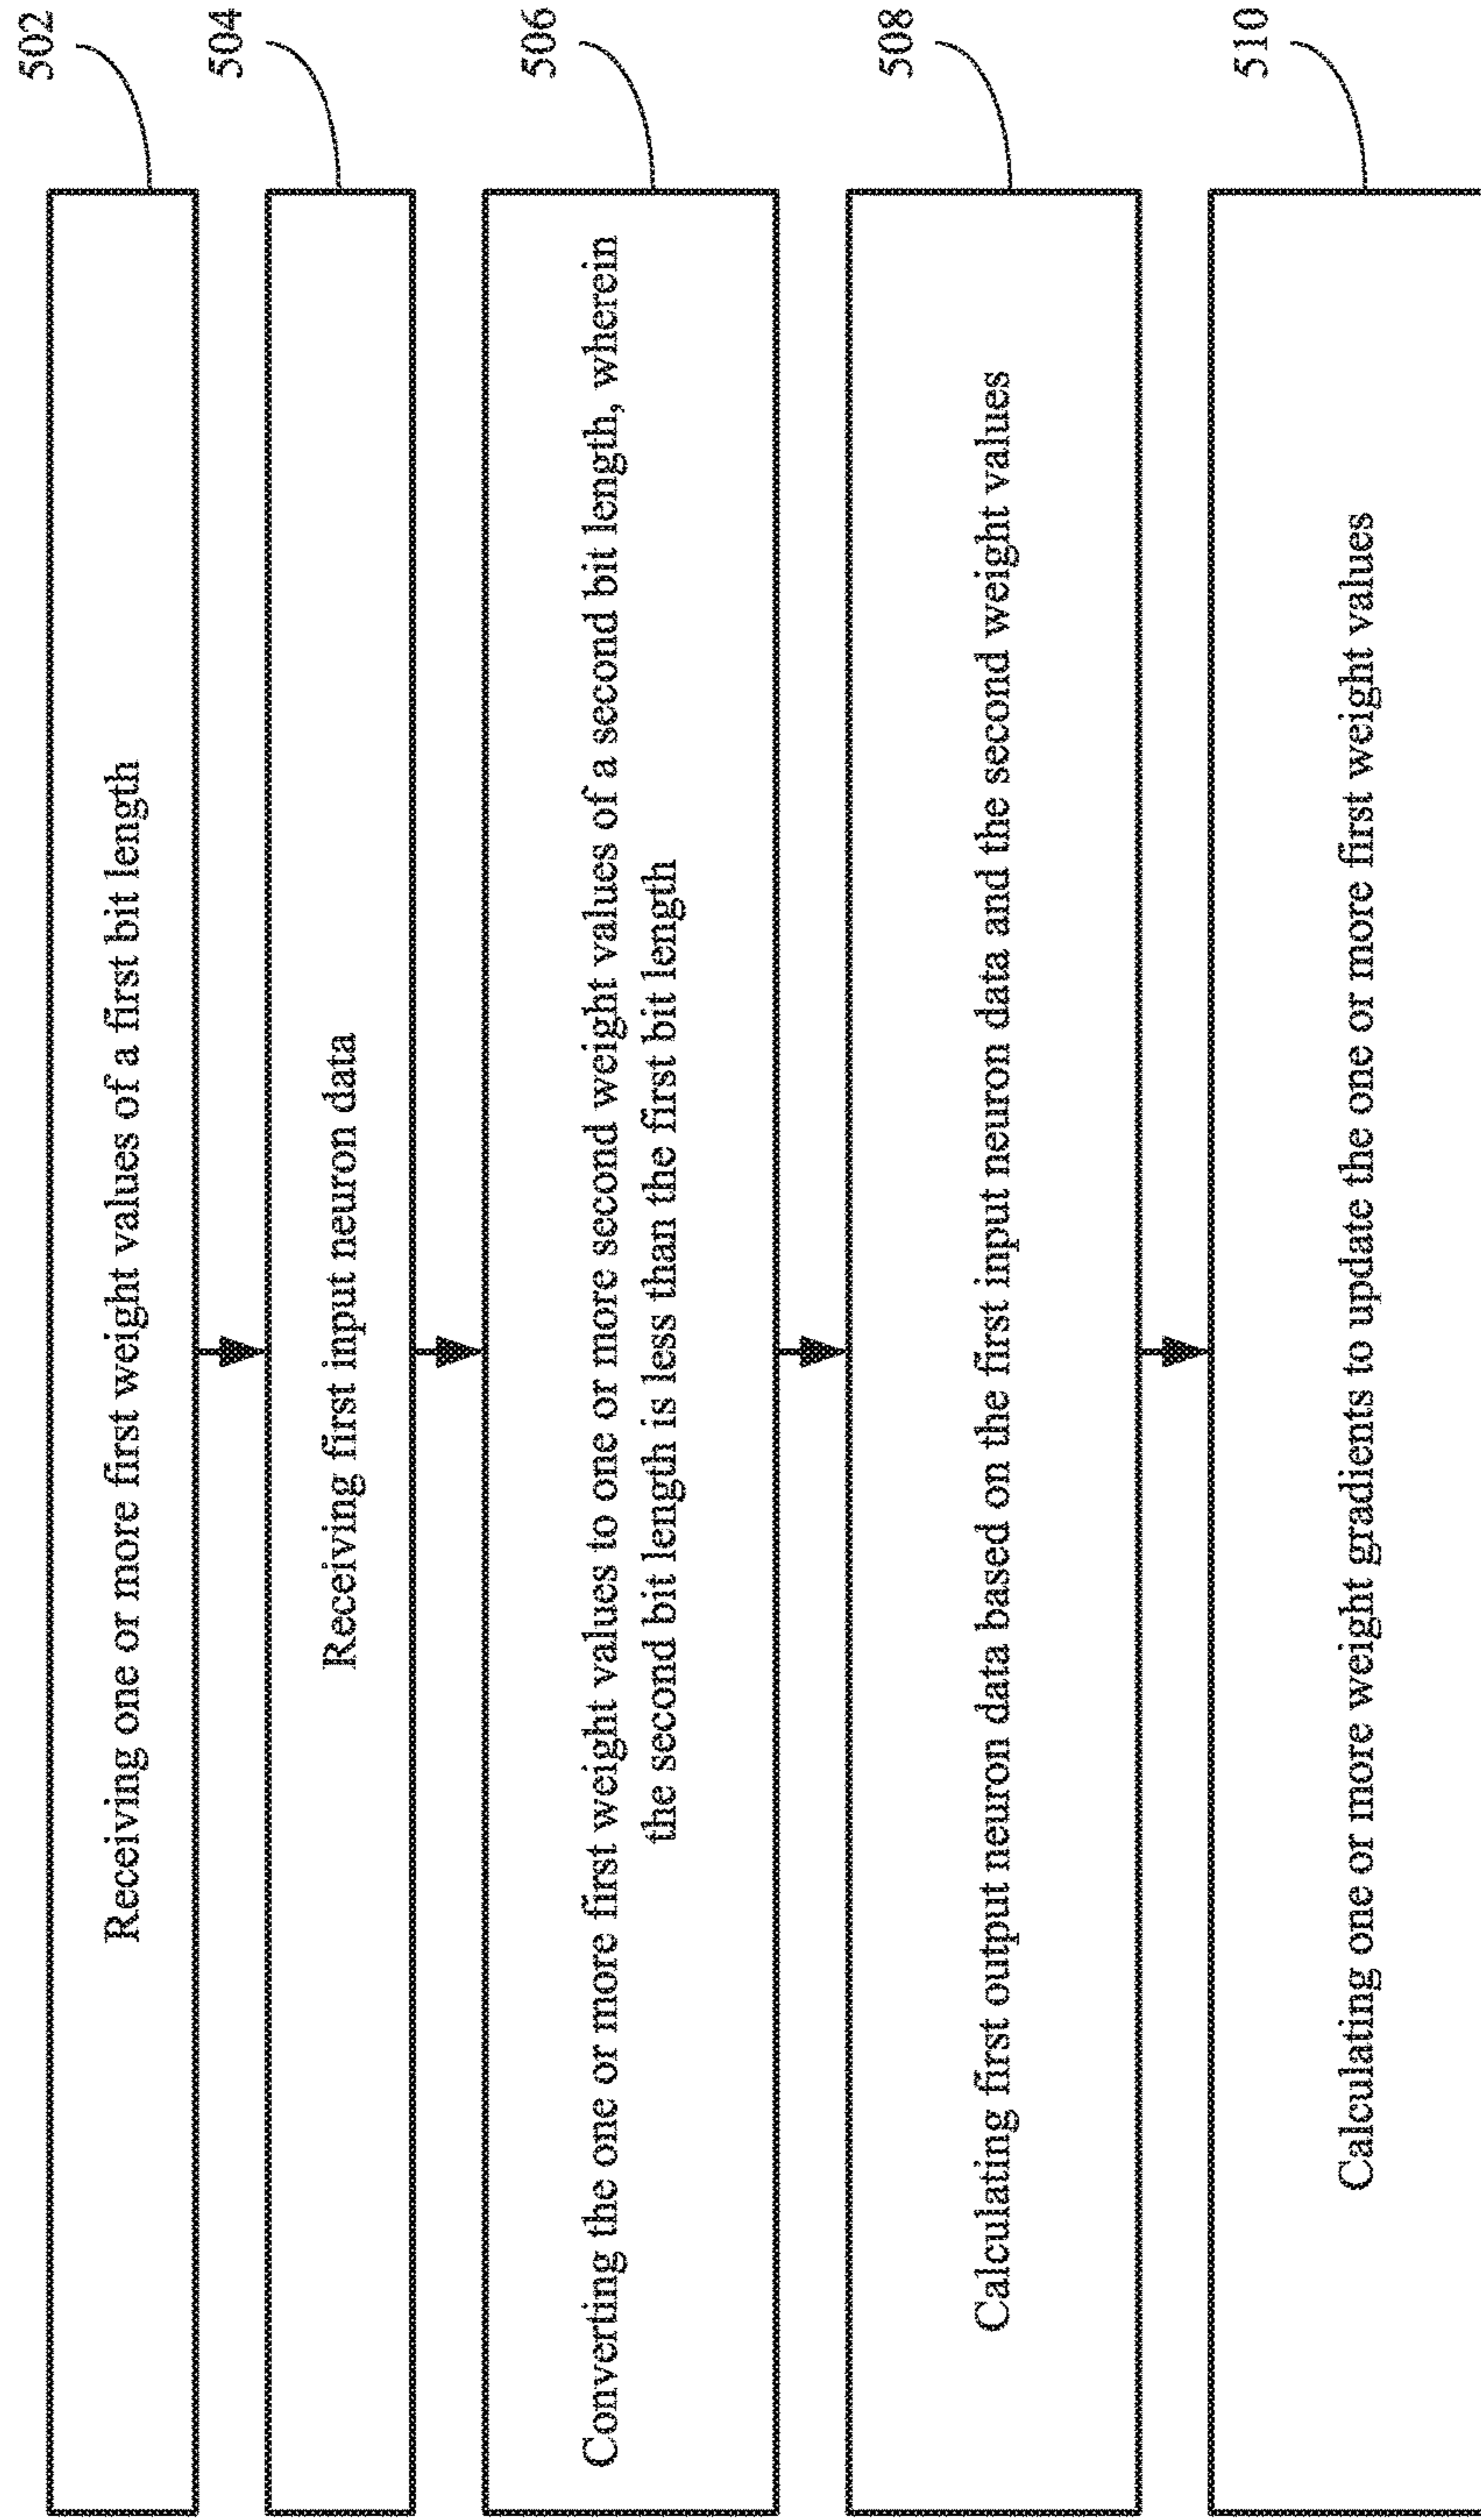 502
Receiving one or more first weight values of a first bit length
504
Receiving first input neuron data
506
Converting the one or more first weight values to one or more second weight values of a second bit length, wherein
the second bit length is less than the first bit length
508
Calculating first output neuron data based on the first input neuron data and the second weight values
510
Calculating one or more weight gradients to update the one or more first weight values